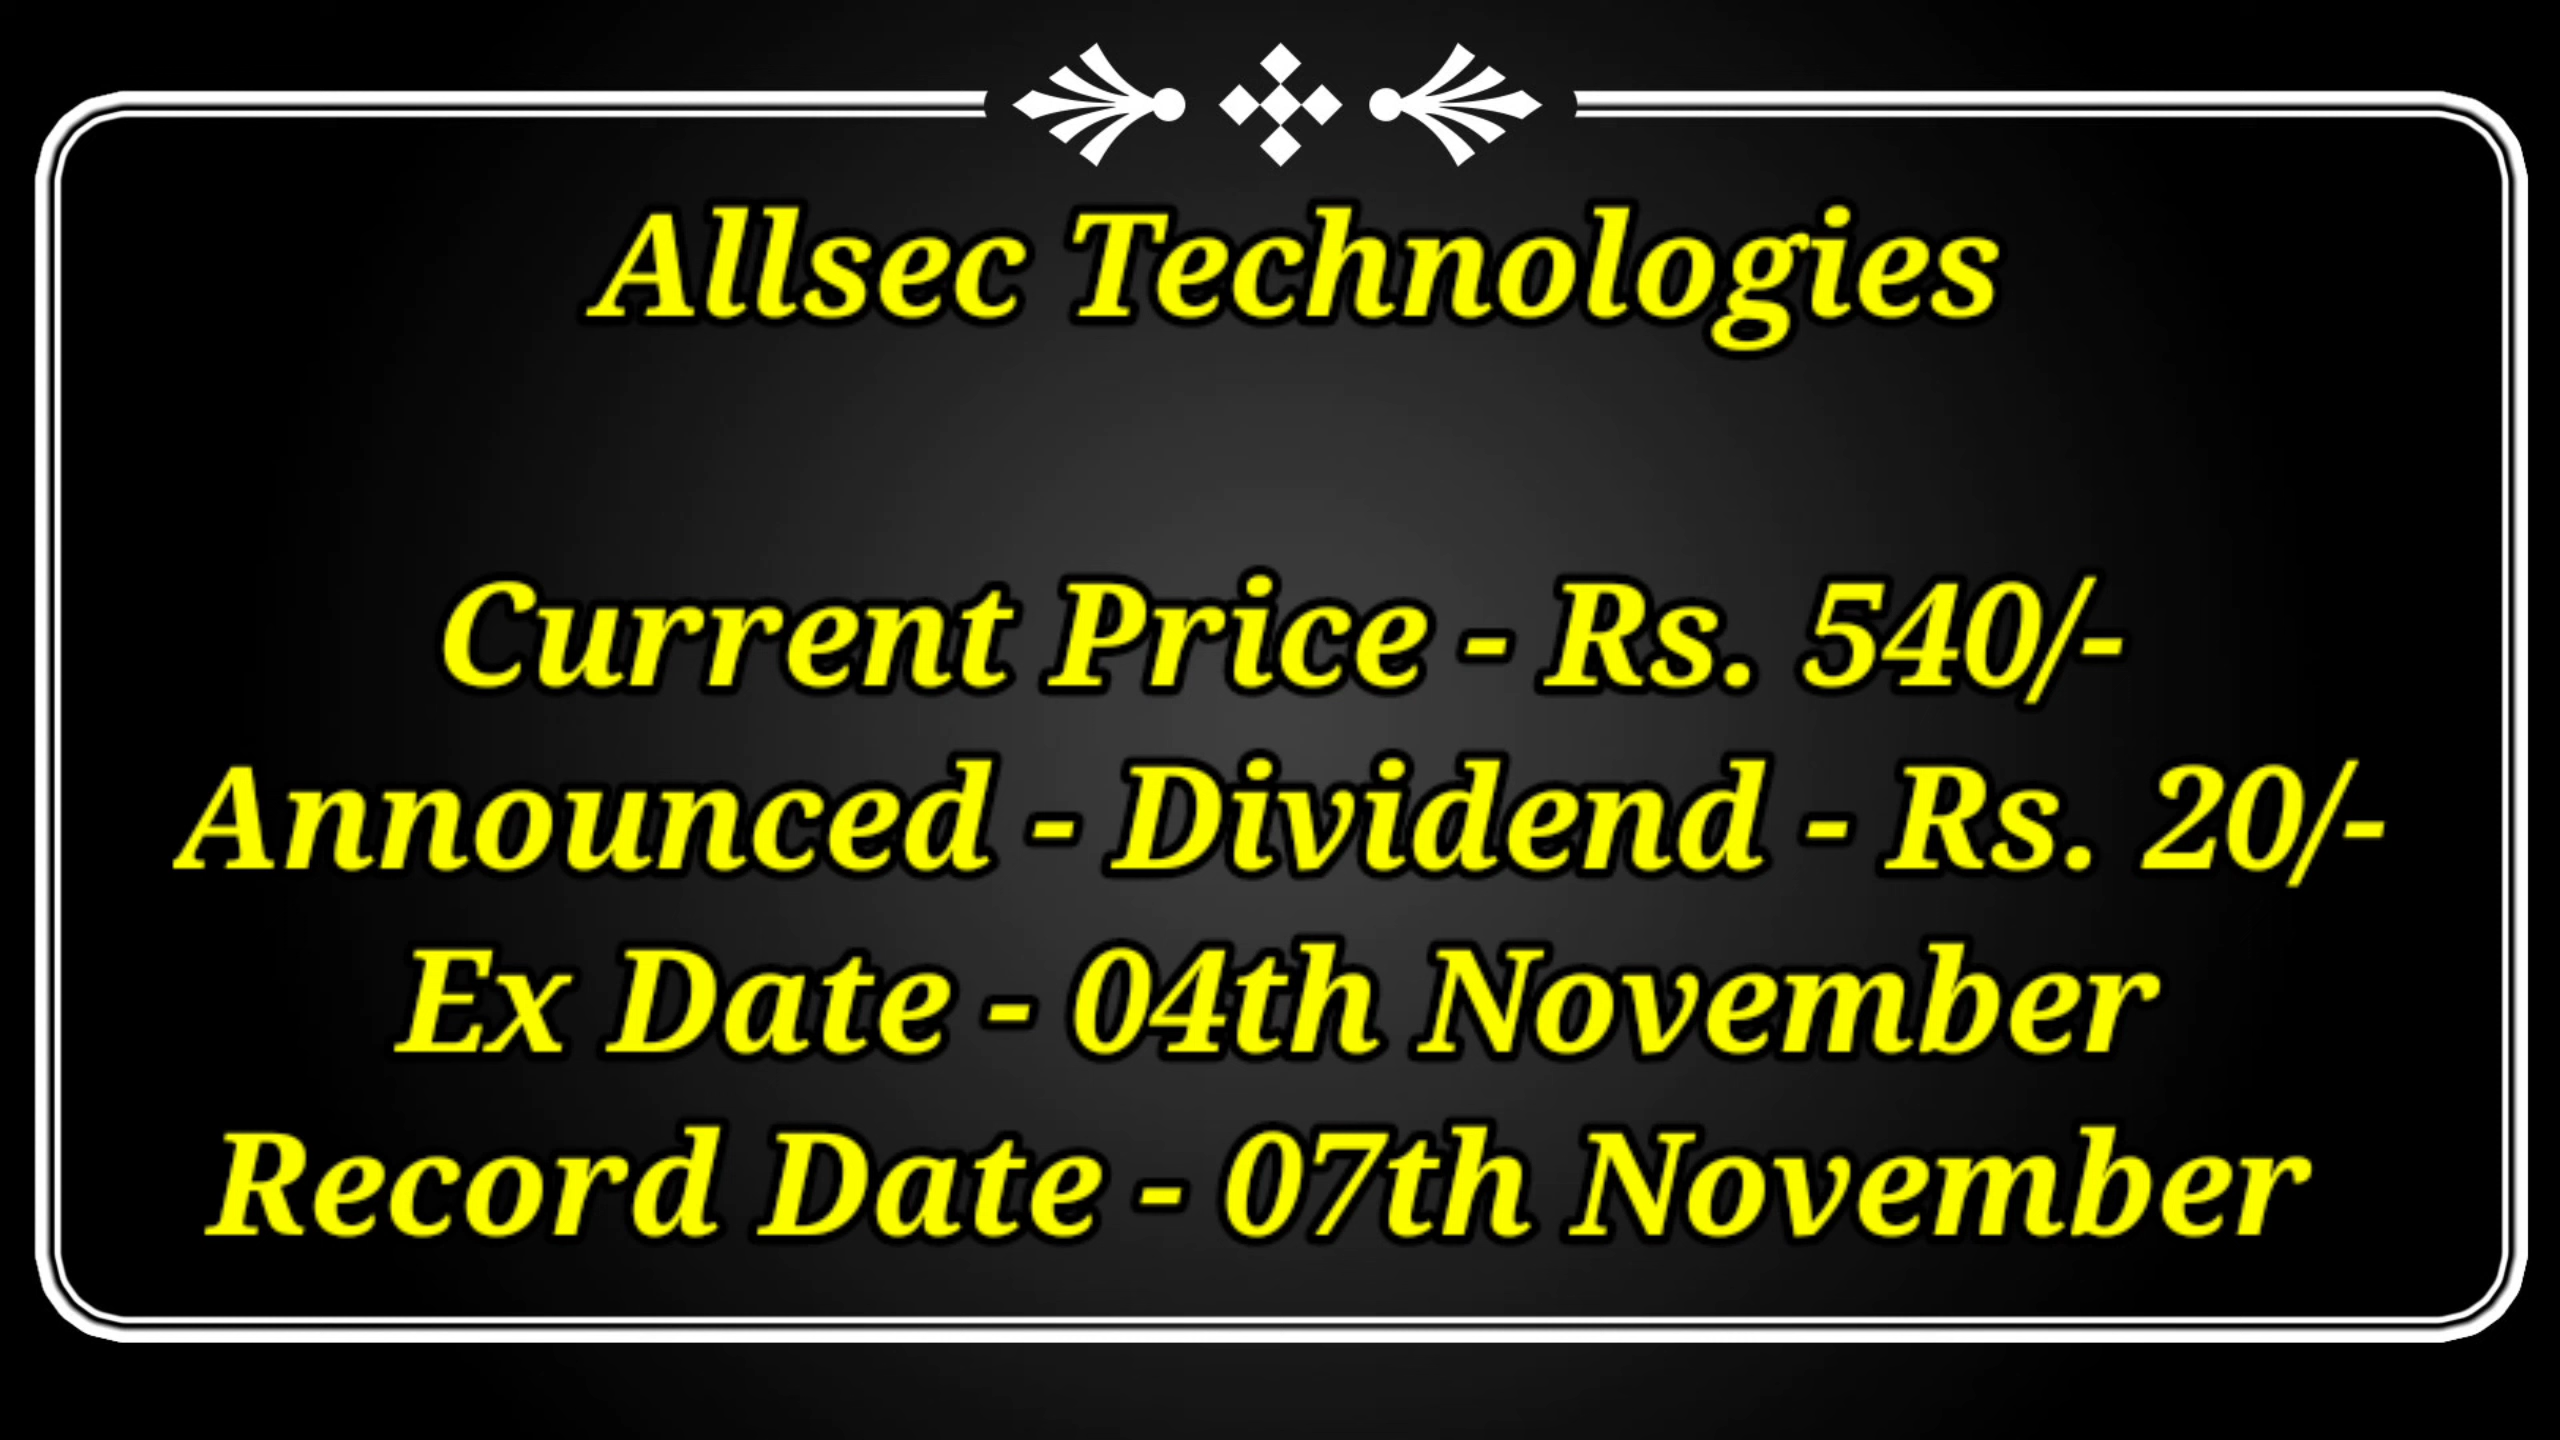 Allsec Technologies
Current Price - Rs. 540/-
Announced - Dividend - Rs. 20/-
Ex Date - 04th November
Record Date - 07th November